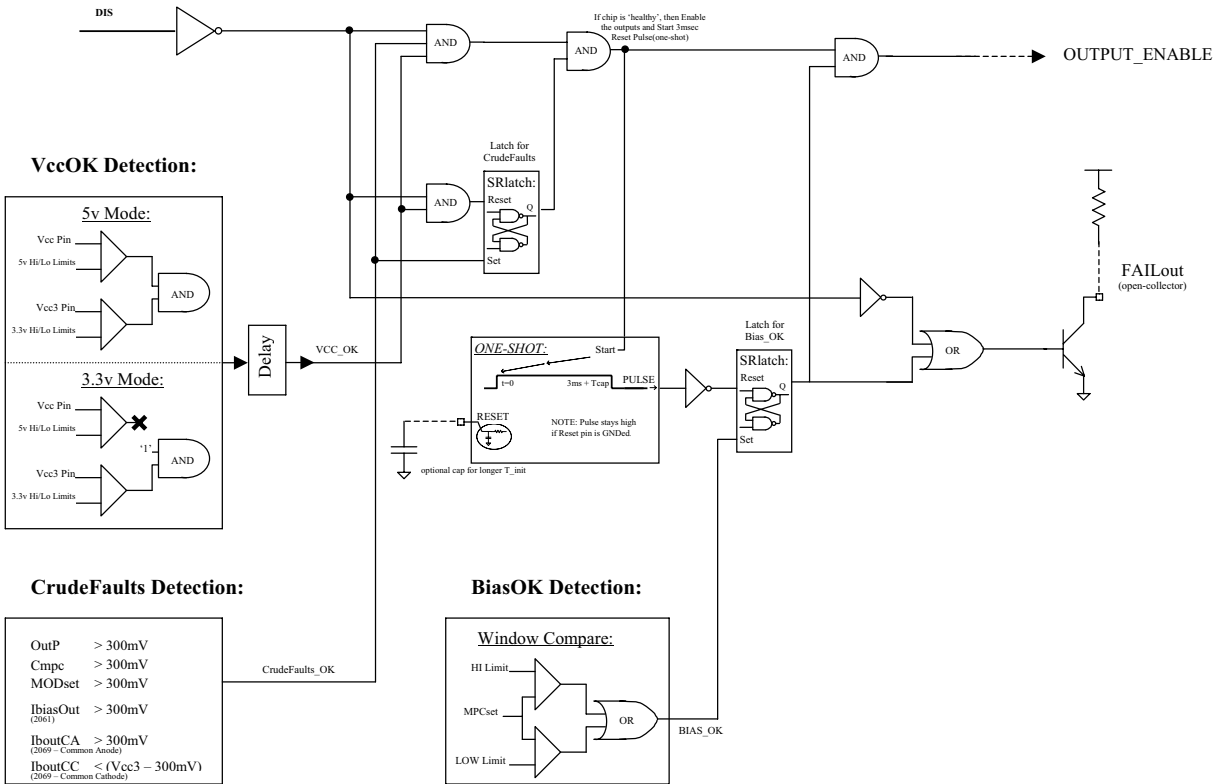 DIS
If chip is ‘healthy’, then Enable
the outputs and Start 3msec
Reset Pulse(one-shot)
AND
AND
AND
OUTPUT_ENABLE
VccOK Detection:
5v Mode:
Vcc Pin
5v Hi/Lo Limits
AND
Vcc3 Pin
3.3v Hi/Lo Limits
3.3v Mode:
Vcc Pin
5v Hi/Lo Limits
‘1’
AND
Vcc3 Pin
3.3v Hi/Lo Limits
Delay
VCC_OK
AND
Latch for
CrudeFaults
SRlatch:
Reset
Q
Set
ONE-SHOT:
Start
t=0
3ms + Tcap
PULSE
RESET
NOTE: Pulse stays high
if Reset pin is GNDed.
optional cap for longer T_init
Latch for
Bias_OK
SRlatch:
Reset
Q
Set
OR
FAILout
(open-collector)
CrudeFaults Detection:
OutP > 300mV
Cmpc > 300mV
MODset > 300mV
IbiasOut > 300mV
(2061)
IboutCA > 300mV
(2069 – Common Anode)
IboutCC < (Vcc3 – 300mV)
(2069 – Common Cathode)
CrudeFaults_OK
BiasOK Detection:
Window Compare:
HI Limit
MPCset
LOW Limit
OR
BIAS_OK